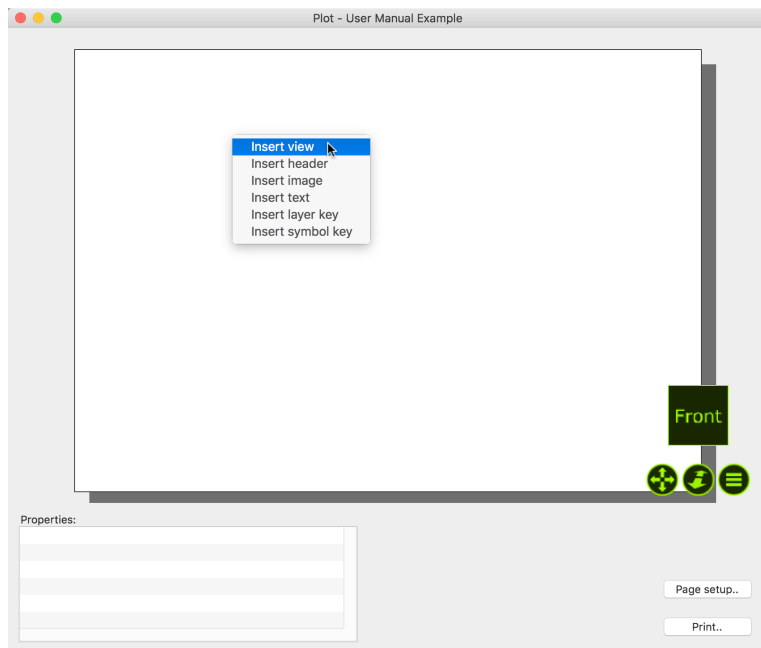 Plot - User Manual Example
Insert view
Insert header
Insert image
Insert text
Insert layer key
Insert symbol key
Front
Properties:
Page setup..
Print..